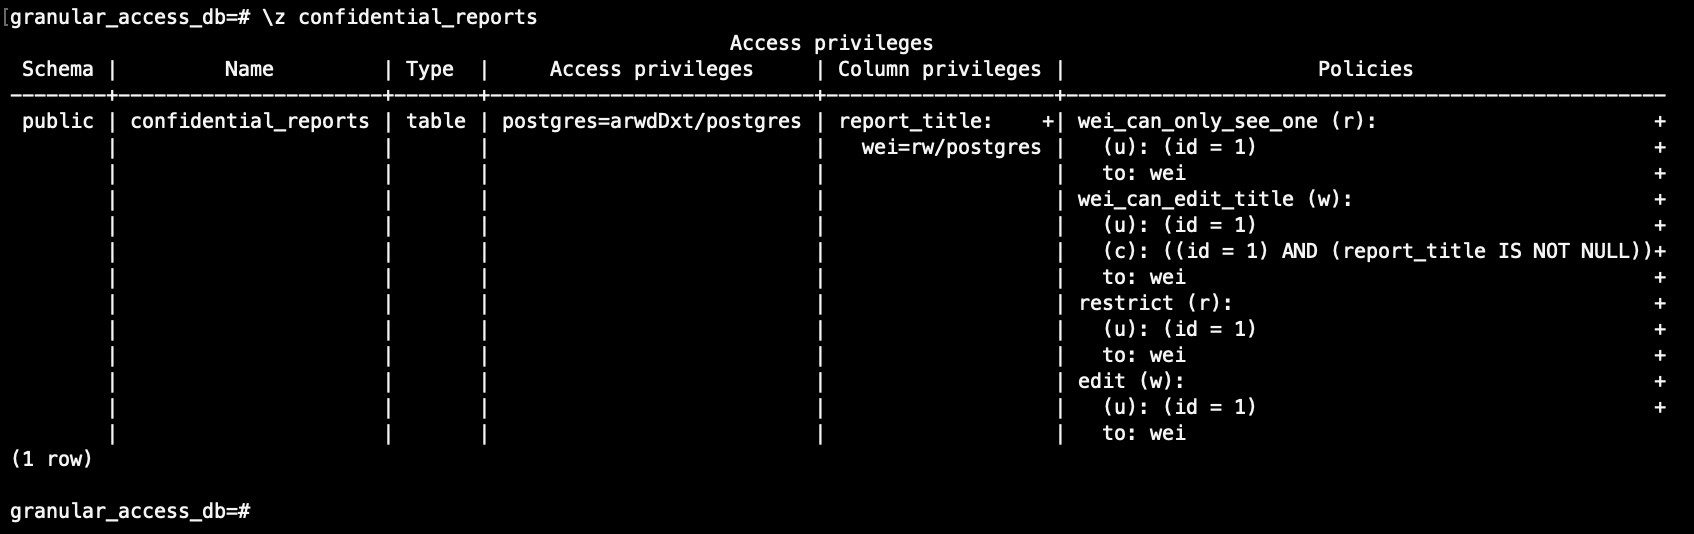 [granular_access_db=# \z confidential_reports
                                                            Access privileges
 Schema |         Name         | Type  |     Access privileges     | Column privileges |                     Policies
--------+----------------------+-------+---------------------------+-------------------+--------------------------------------------------
 public | confidential_reports | table | postgres=arwdDxt/postgres | report_title:    +| wei_can_only_see_one (r):                       +
        |                      |       |                           |   wei=rw/postgres |   (u): (id = 1)                                 +
        |                      |       |                           |                   |   to: wei                                       +
        |                      |       |                           |                   | wei_can_edit_title (w):                         +
        |                      |       |                           |                   |   (u): (id = 1)                                 +
        |                      |       |                           |                   |   (c): ((id = 1) AND (report_title IS NOT NULL))+
        |                      |       |                           |                   |   to: wei                                       +
        |                      |       |                           |                   | restrict (r):                                   +
        |                      |       |                           |                   |   (u): (id = 1)                                 +
        |                      |       |                           |                   |   to: wei                                       +
        |                      |       |                           |                   | edit (w):                                       +
        |                      |       |                           |                   |   (u): (id = 1)                                 +
        |                      |       |                           |                   |   to: wei
(1 row)

granular_access_db=#